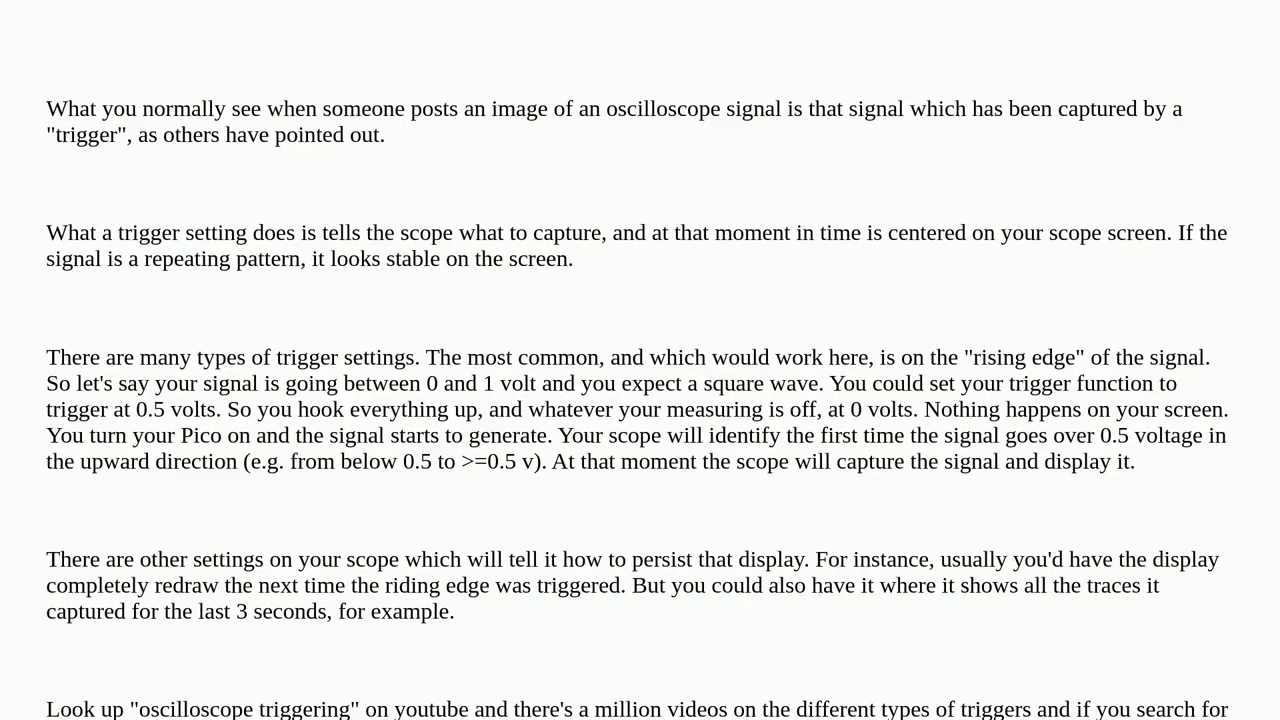 What you normally see when someone posts an image of an oscilloscope signal is that signal which has been captured by a
"trigger", as others have pointed out.
What a trigger setting does is tells the scope what to capture, and at that moment in time is centered on your scope screen. If the
signal is a repeating pattern, it looks stable on the screen.
There are many types of trigger settings. The most common, and which would work here, is on the "rising edge" of the signal.
So let's say your signal is going between 0 and 1 volt and you expect a square wave. You could set your trigger function to
trigger at 0.5 volts. So you hook everything up, and whatever your measuring is off, at 0 volts. Nothing happens on your screen.
You turn your Pico on and the signal starts to generate. Your scope will identify the first time the signal goes over 0.5 voltage in
the upward direction (e.g. from below 0.5 to >=0.5 v). At that moment the scope will capture the signal and display it.
There are other settings on your scope which will tell it how to persist that display. For instance, usually you'd have the display
completely redraw the next time the riding edge was triggered. But you could also have it where it shows all the traces it
captured for the last 3 seconds, for example.
Look up "oscilloscope triggering" on youtube and there's a million videos on the different types of triggers and if you search for